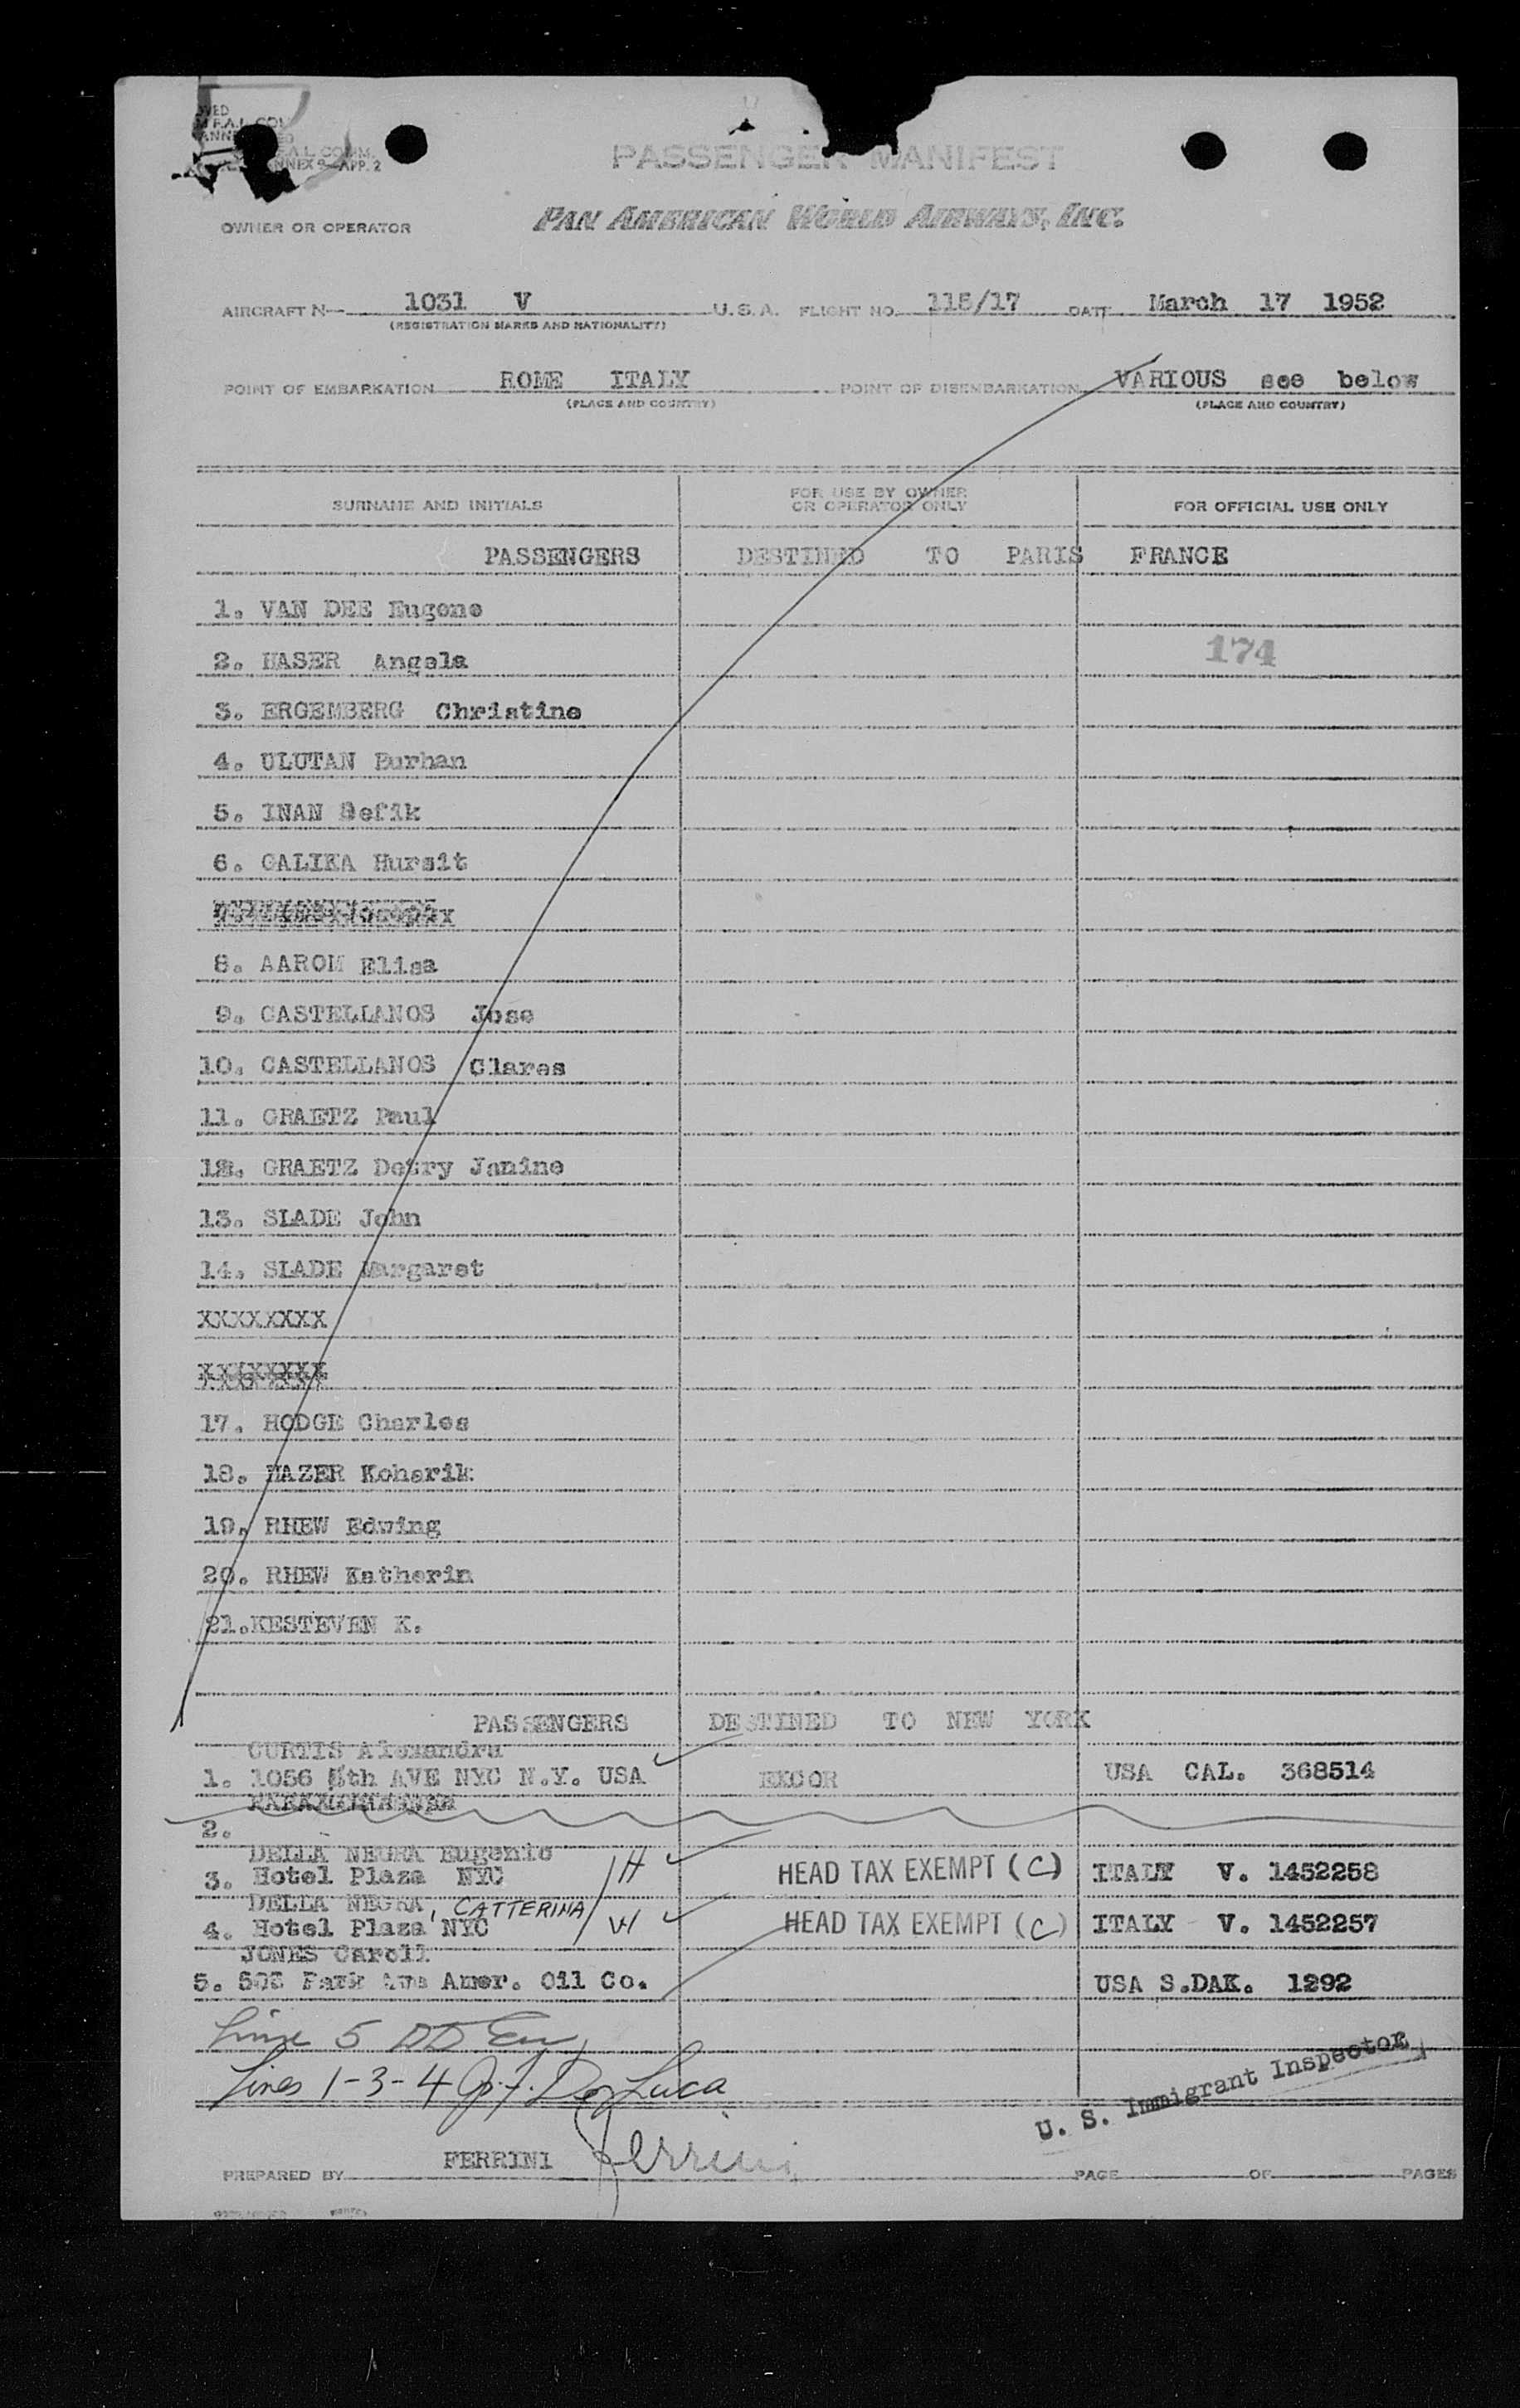 PASSENGER MANIFEST
OWNER OR OPERATOR PAN AMERICAN WORLD AIRWAYS, INC.
AIRCRAFT N 1031 V U.S.A. FLIGHT NO. 115/17 DATE March 17 1952
(REGISTRATION MARKS AND NATIONALITY)
POINT OF EMBARKATION ROME ITALY POINT OF DISEMBARKATION VARIOUS see below
(PLACE AND COUNTRY) (PLACE AND COUNTRY)
SURNAME AND INITIALS FOR USE BY OWNER OR OPERATOR ONLY FOR OFFICIAL USE ONLY
PASSENGERS DESTINED TO PARIS FRANCE
1. VAN DEE Eugene
2. HASER Angela 174
3. ERGEMBERG Christine
4. ULUTAN Burhan
5. INAN Sefik
6. CALIKA Hursit
8. AAROM Elisa
9. CASTELLANOS Jose
10. CASTELLANOS Clares
11. GRAETZ Paul
12. GRAETZ Janine
13. SLADE John
14. SLADE Margaret
XXXXXXXX
XXXXXXXX
17. HODGE Charles
18. HAZER Koharik
19. RHEW Edwing
20. RHEW Katherin
21. KESTEVEN K.
PASSENGERS DESTINED TO NEW YORK
CURTIS Alexandra
1. 1056 5th AVE NYC N.Y. USA USA CAL. 368514
2.
DELLA NEGRA Eugenio
3. Hotel Plaza NYC H HEAD TAX EXEMPT (C) ITALY V. 1452258
DELLA NEGRA, CATTERINA
4. Hotel Plaza NYC W HEAD TAX EXEMPT (C) ITALY V. 1452257
JONES Caroll
5. Park Ave Amer. Oil Co. USA S.DAK. 1292
Line 5
Lines 1-3-4 De Luca
U. S. Immigrant Inspector
PREPARED BY FERRINI Ferrini PAGE OF PAGES